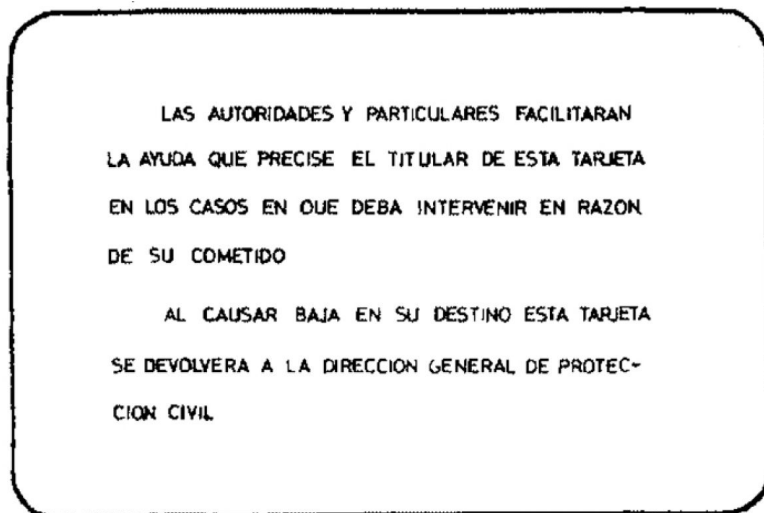 LAS AUTORIDADES Y PARTICULARES FACILITARAN
LA AYUDA QUE PRECISE EL TITULAR DE ESTA TARJETA
EN LOS CASOS EN QUE DEBA INTERVENIR EN RAZON
DE SU COMETIDO
AL CAUSAR BAJA EN SU DESTINO ESTA TARJETA
SE DEVOLVERA A LA DIRECCION GENERAL DE PROTEC-
CION CIVIL